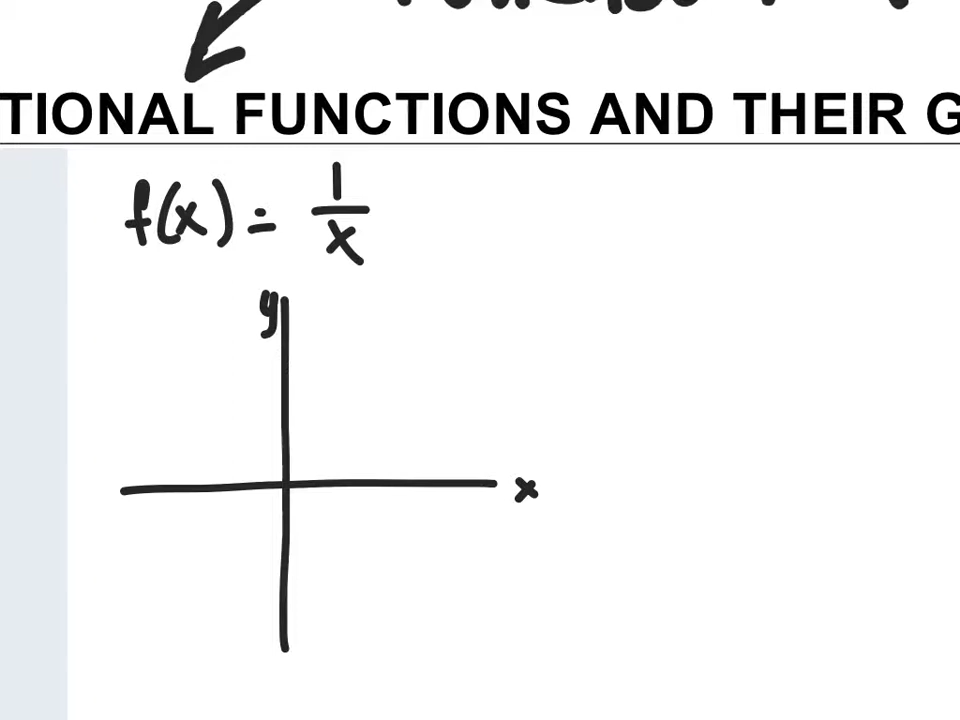 TIONAL FUNCTIONS AND THEIR G
f(x) = 1/x
y
x